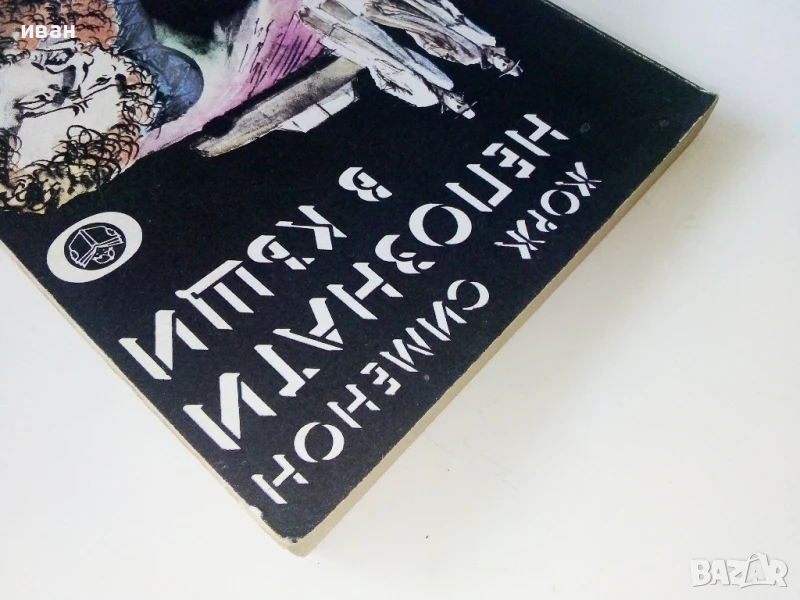 иван
ЖОРЖ СИМЕНОН
НЕПОЗНАТИ
В КЪЩИ
BAZAR